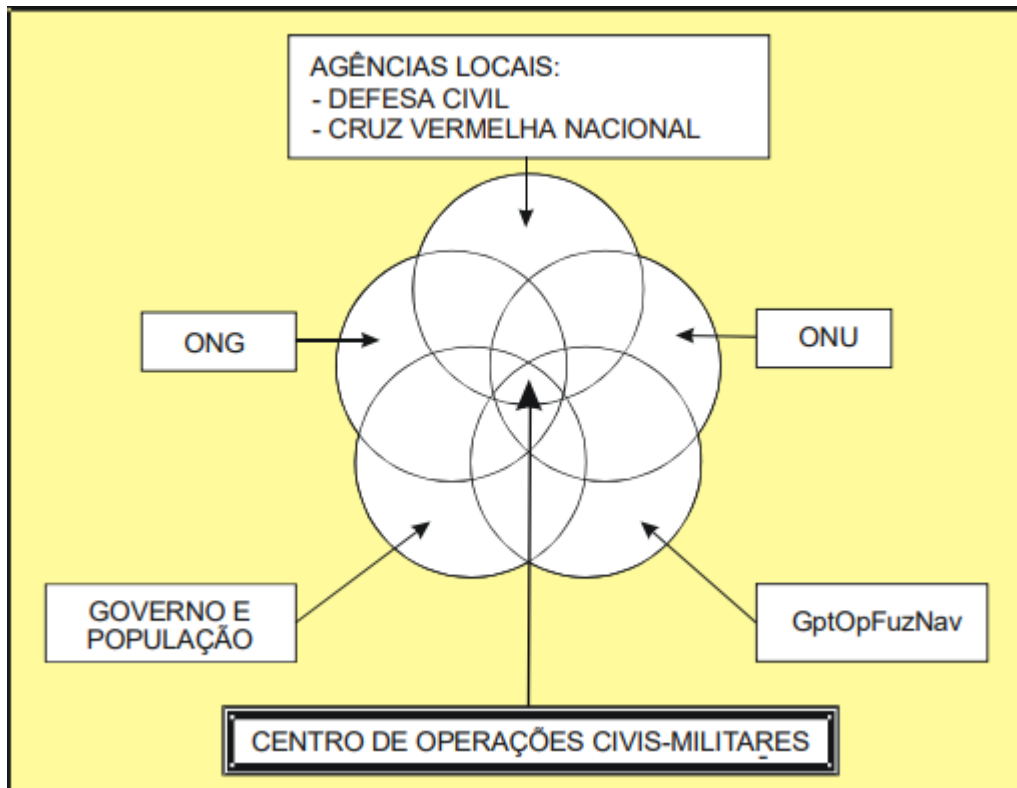 AGÊNCIAS LOCAIS:
- DEFESA CIVIL
- CRUZ VERMELHA NACIONAL
ONG
ONU
GOVERNO E
POPULAÇÃO
GptOpFuzNav
CENTRO DE OPERAÇÕES CIVIS-MILITARES